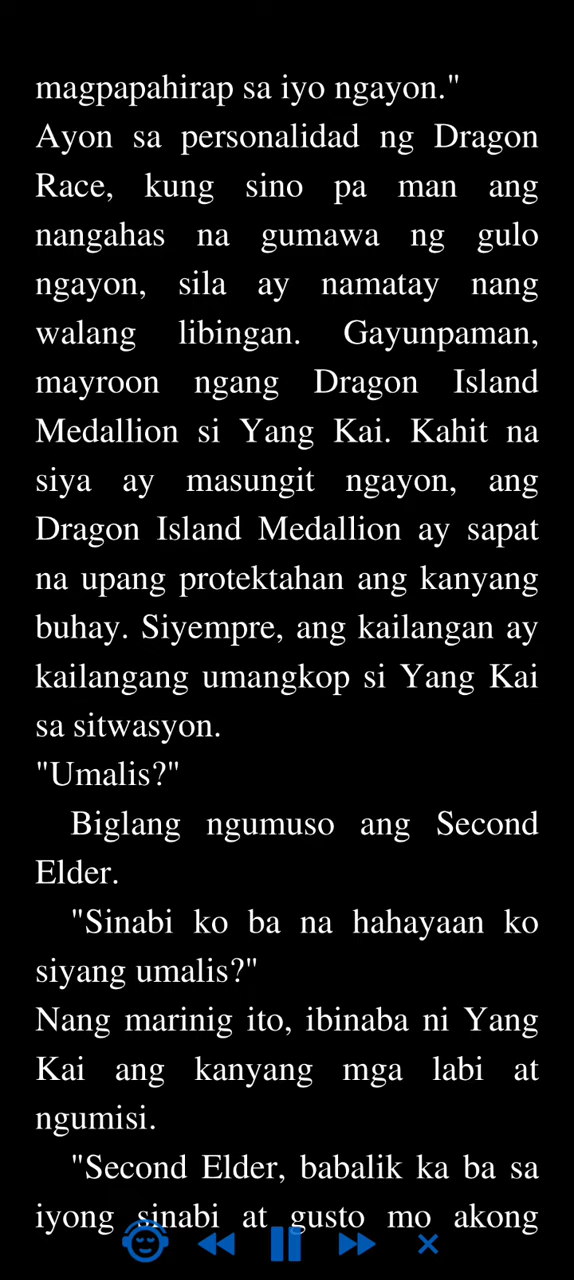 magpapahirap sa iyo ngayon."
Ayon sa personalidad ng Dragon
Race, kung sino pa man ang
nangahas na gumawa ng gulo
ngayon, sila ay namatay nang
walang libingan. Gayunpaman,
mayroon ngang Dragon Island
Medallion si Yang Kai. Kahit na
siya ay masungit ngayon, ang
Dragon Island Medallion ay sapat
na upang protektahan ang kanyang
buhay. Siyempre, ang kailangan ay
kailangang umangkop si Yang Kai
sa sitwasyon.
"Umalis?"
Biglang ngumuso ang Second
Elder.
"Sinabi ko ba na hahayaan ko
siyang umalis?"
Nang marinig ito, ibinaba ni Yang
Kai ang kanyang mga labi at
ngumisi.
"Second Elder, babalik ka ba sa
iyong sinabi at gusto mo akong